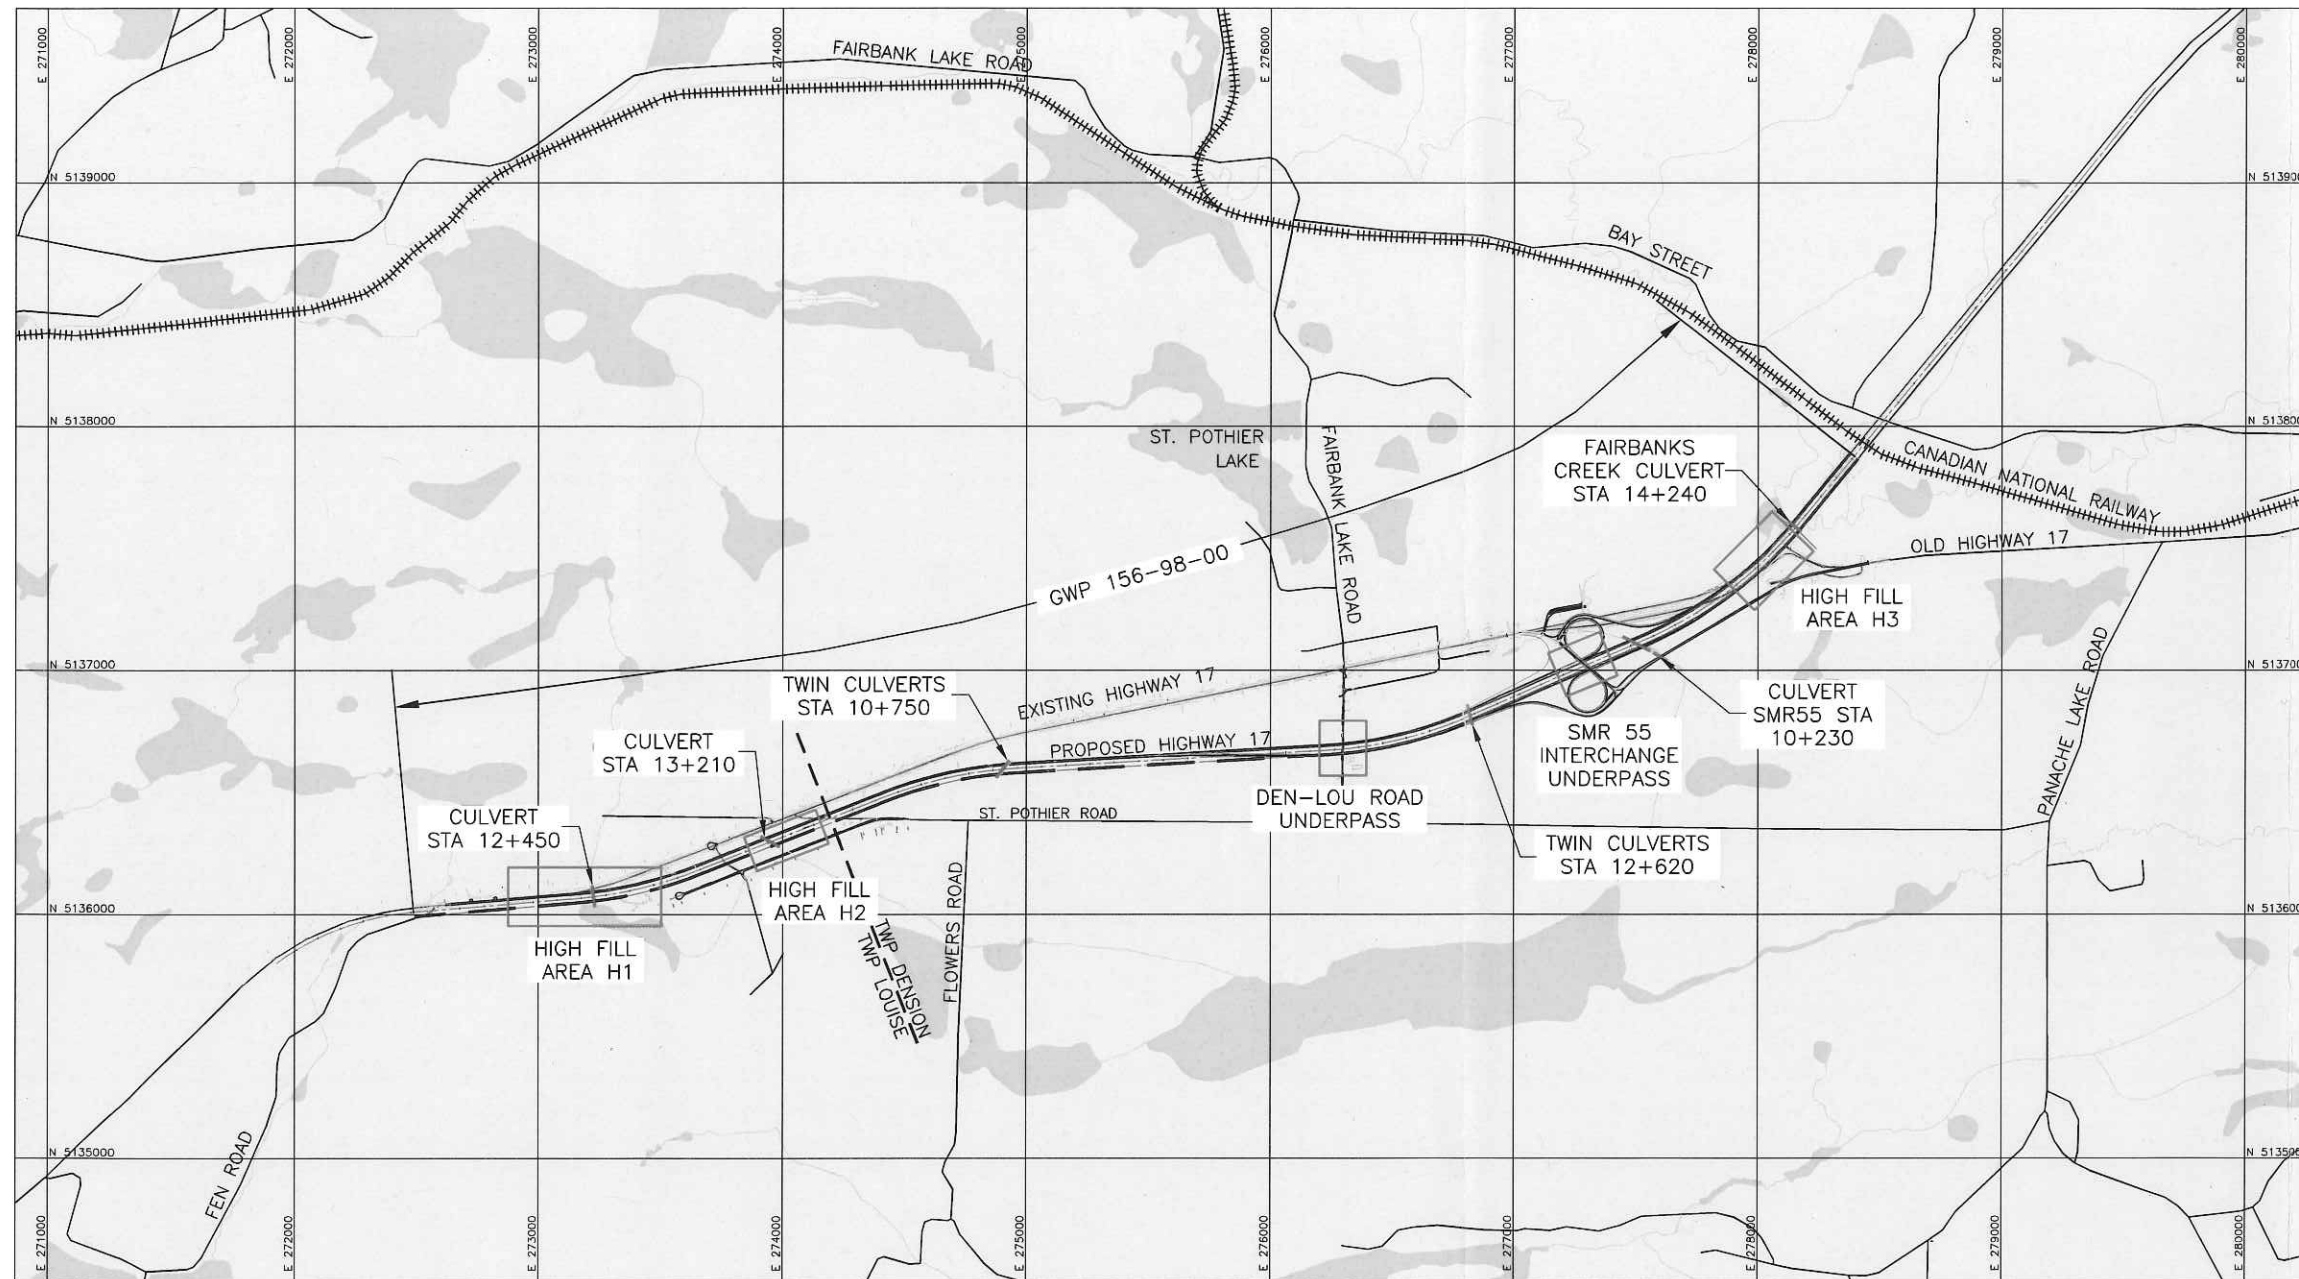 E 271000
E 272000
E 273000
E 274000
E 275000
E 276000
E 277000
E 278000
E 279000
E 280000
FAIRBANK LAKE ROAD
N 5139000
N 51390
BAY STREET
N 5138000
N 51380
ST. POTHIER
LAKE
FAIRBANK LAKE ROAD
FAIRBANKS
CREEK CULVERT
STA 14+240
CANADIAN NATIONAL RAILWAY
OLD HIGHWAY 17
GWP 156-98-00
HIGH FILL
AREA H3
N 5137000
N 51370
TWIN CULVERTS
STA 10+750
EXISTING HIGHWAY 17
PROPOSED HIGHWAY 17
CULVERT
SMR55 STA
10+230
SMR 55
INTERCHANGE
UNDERPASS
PANACHE LAKE ROAD
CULVERT
STA 13+210
CULVERT
STA 12+450
ST. POTHIER ROAD
DEN-LOU ROAD
UNDERPASS
TWIN CULVERTS
STA 12+620
HIGH FILL
AREA H2
N 5136000
N 51360
HIGH FILL
AREA H1
TWP DENSION
TWP LOUISE
FLOWERS ROAD
N 5135000
N 51350
FEN ROAD
E 271000
E 272000
E 273000
E 274000
E 275000
E 276000
E 277000
E 278000
E 279000
E 280000